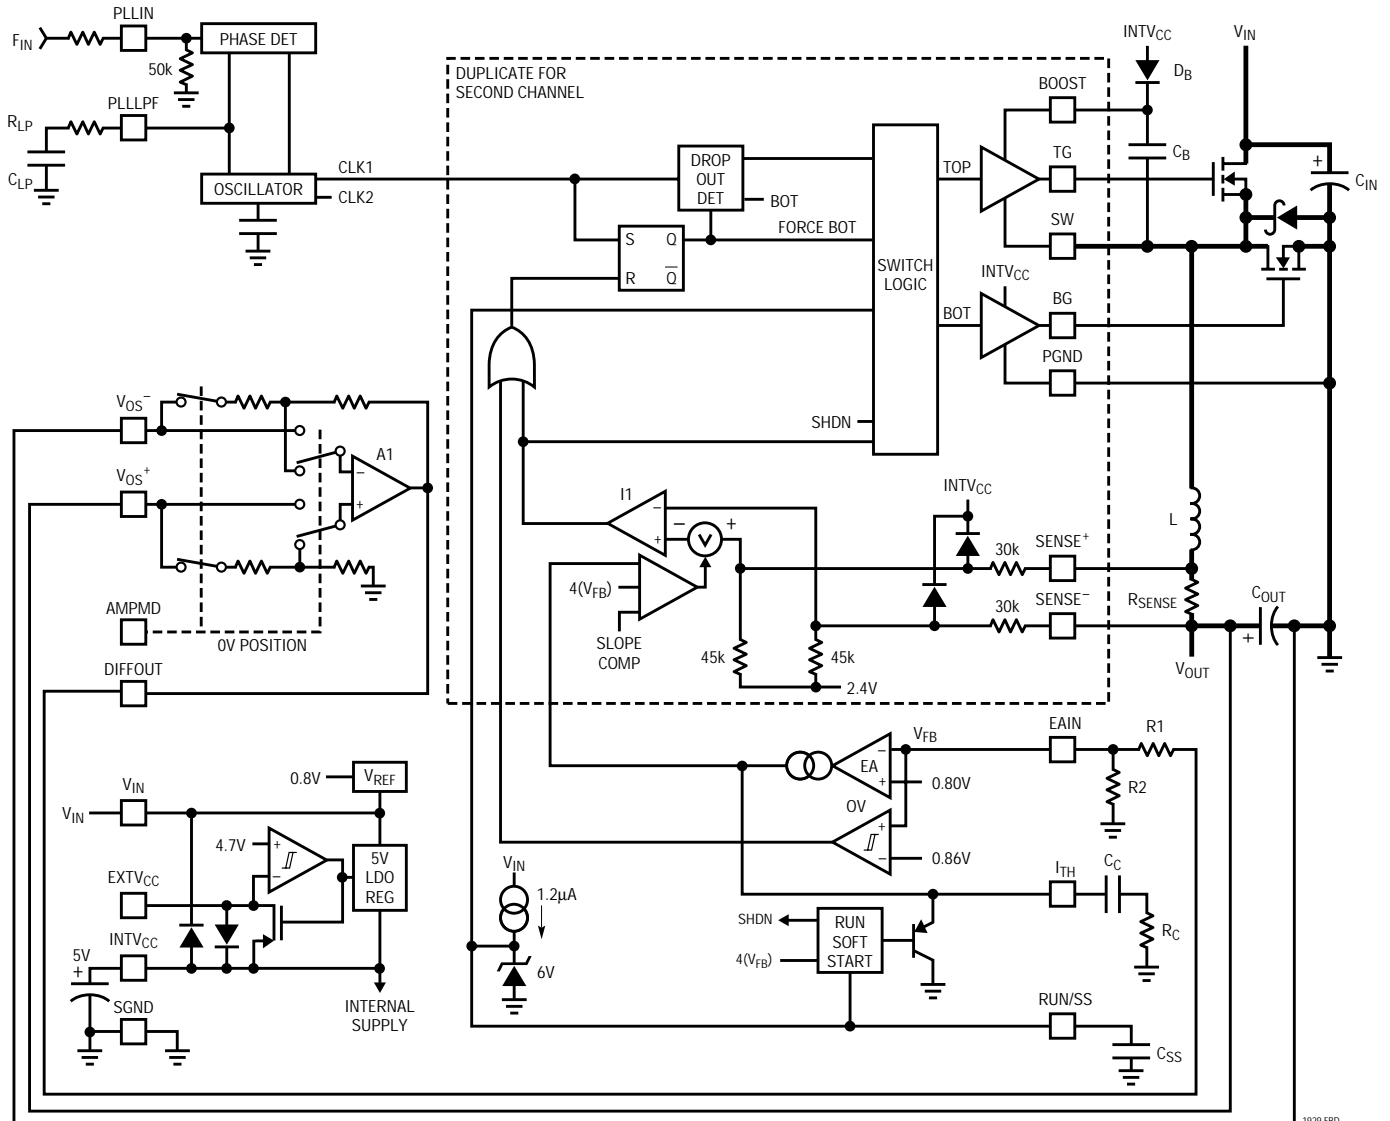 PLLIN
F_IN
PHASE DET
50k
PLLLPF
R_LP
C_LP
OSCILLATOR
CLK1
CLK2
DUPLICATE FOR
SECOND CHANNEL
DROP
OUT
DET
BOT
S Q
R Q̅
FORCE BOT
SWITCH
LOGIC
SHDN
TOP
BOT
INTV_CC
BOOST
TG
SW
BG
PGND
INTV_CC
D_B
C_B
V_IN
+
C_IN
V_OS^−
V_OS^+
A1
−
+
AMPMD
0V POSITION
DIFFOUT
I1
−
+
−
+
V
4(V_FB)
SLOPE
COMP
45k
45k
2.4V
INTV_CC
30k
SENSE^+
30k
SENSE^−
L
R_SENSE
C_OUT
+
V_OUT
V_FB
EA
−
+
0.80V
OV
+
−
0.86V
EAIN
R1
R2
I_TH
C_C
R_C
V_IN
1.2μA
6V
SHDN
4(V_FB)
RUN
SOFT
START
RUN/SS
C_SS
V_IN
V_IN
0.8V
V_REF
4.7V
+
−
5V
LDO
REG
EXTV_CC
INTV_CC
5V
+
SGND
INTERNAL
SUPPLY
1929 FBD